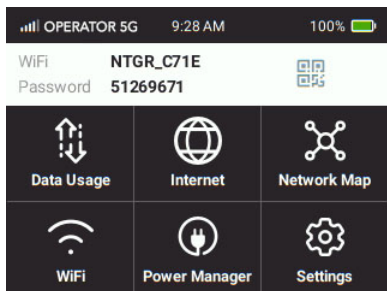 OPERATOR 5G 9:28 AM 100%
WiFi NTGR_C71E
Password 51269671
Data Usage Internet Network Map
WiFi Power Manager Settings